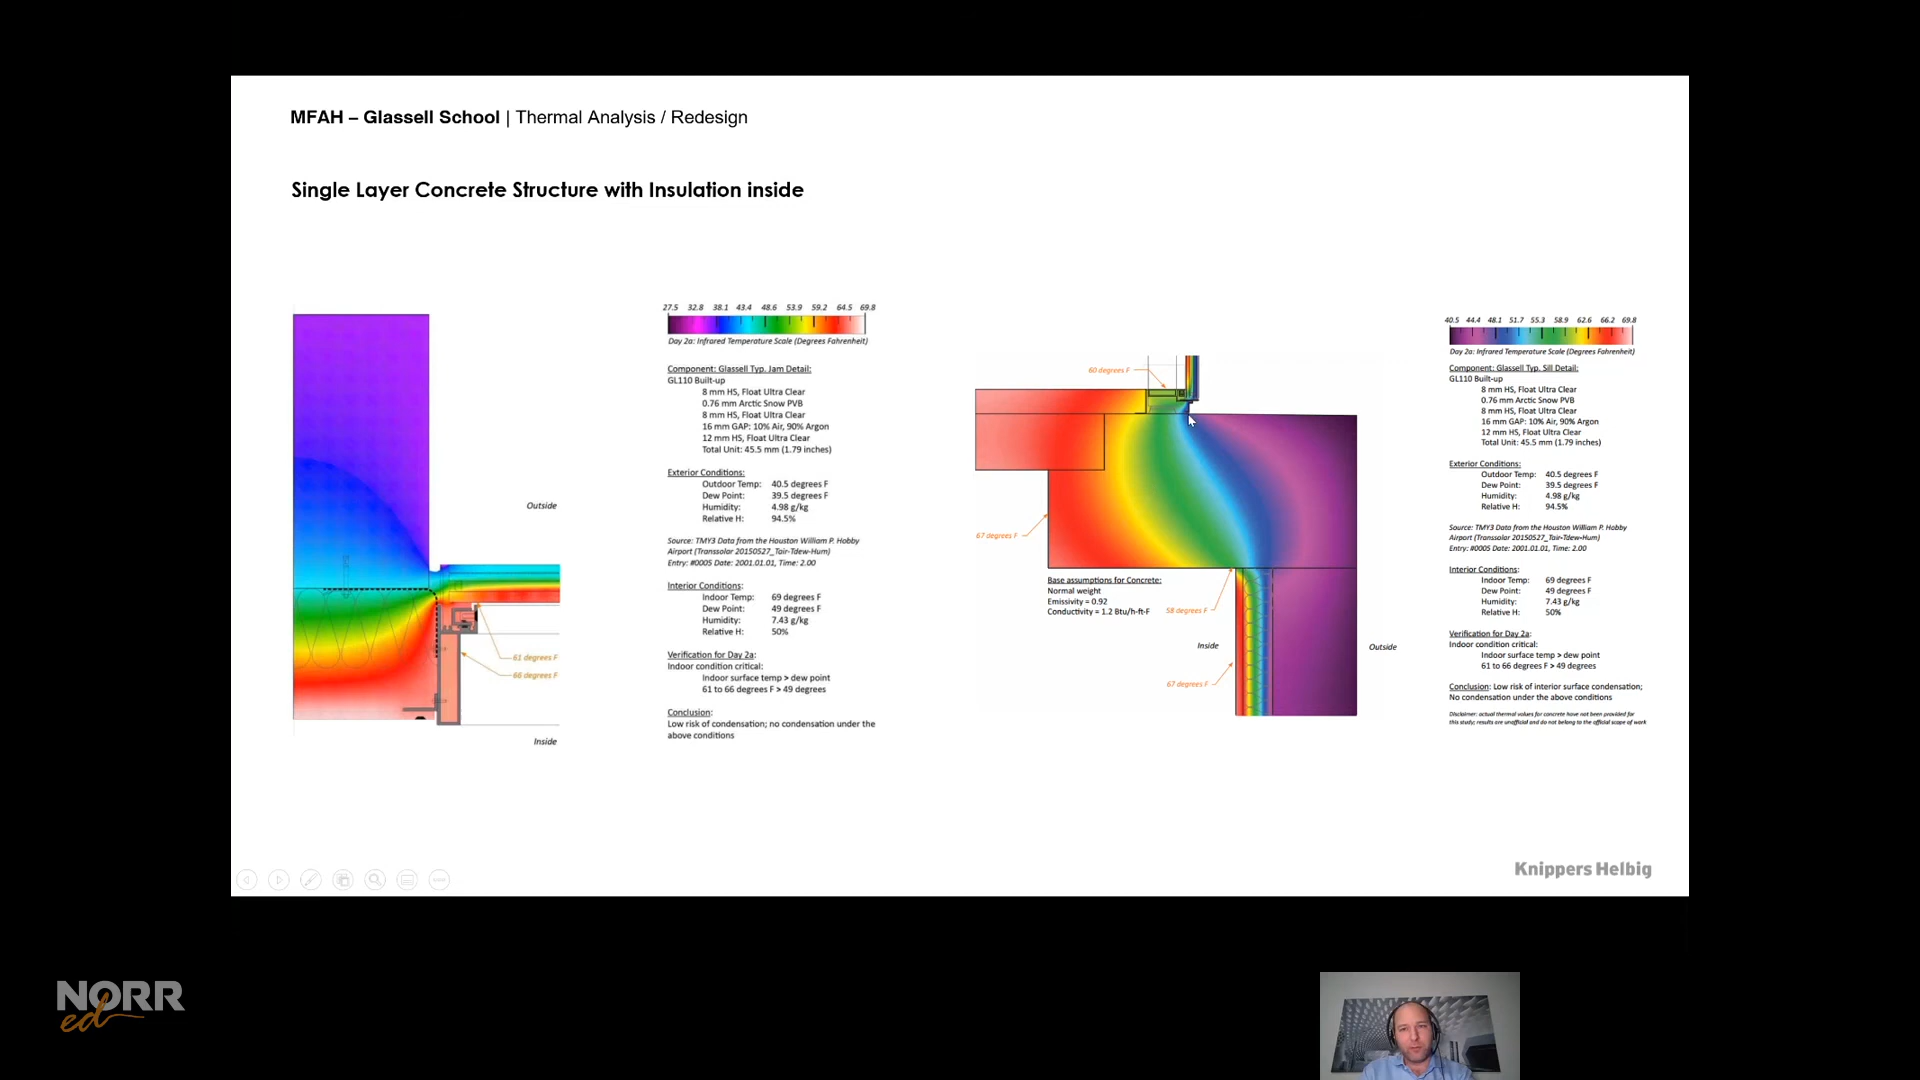 MFAH – Glassell School | Thermal Analysis / Redesign
Single Layer Concrete Structure with Insulation inside
Outside
61 degrees F
66 degrees F
Inside
27.5 32.8 38.1 43.4 48.6 53.9 59.2 64.5 69.8
Day 2a: Infrared Temperature Scale (Degrees Fahrenheit)
Component: Glassell Typ. Jam Detail:
GL110 Built-up
8 mm HS, Float Ultra Clear
0.76 mm Arctic Snow PVB
8 mm HS, Float Ultra Clear
16 mm GAP: 10% Air, 90% Argon
12 mm HS, Float Ultra Clear
Total Unit: 45.5 mm (1.79 inches)
Exterior Conditions:
Outdoor Temp: 40.5 degrees F
Dew Point: 39.5 degrees F
Humidity: 4.98 g/kg
Relative H: 94.5%
Source: TMY3 Data from the Houston William P. Hobby
Airport (Transsolar 20150527_Tair-Tdew-Hum)
Entry: #0005 Date: 2001.01.01, Time: 2.00
Interior Conditions:
Indoor Temp: 69 degrees F
Dew Point: 49 degrees F
Humidity: 7.43 g/kg
Relative H: 50%
Verification for Day 2a:
Indoor condition critical:
Indoor surface temp > dew point
61 to 66 degrees F > 49 degrees
Conclusion:
Low risk of condensation; no condensation under the
above conditions
60 degrees F
67 degrees F
Base assumptions for Concrete:
Normal weight
Emissivity = 0.92
Conductivity = 1.2 Btu/h-ft-F
58 degrees F
Inside
Outside
67 degrees F
40.5 44.4 48.1 51.7 55.3 58.9 62.6 66.2 69.8
Day 2a: Infrared Temperature Scale (Degrees Fahrenheit)
Component: Glassell Typ. Sill Detail:
GL110 Built-up
8 mm HS, Float Ultra Clear
0.76 mm Arctic Snow PVB
8 mm HS, Float Ultra Clear
16 mm GAP: 10% Air, 90% Argon
12 mm HS, Float Ultra Clear
Total Unit: 45.5 mm (1.79 inches)
Exterior Conditions:
Outdoor Temp: 40.5 degrees F
Dew Point: 39.5 degrees F
Humidity: 4.98 g/kg
Relative H: 94.5%
Source: TMY3 Data from the Houston William P. Hobby
Airport (Transsolar 20150527_Tair-Tdew-Hum)
Entry: #0005 Date: 2001.01.01, Time: 2.00
Interior Conditions:
Indoor Temp: 69 degrees F
Dew Point: 49 degrees F
Humidity: 7.43 g/kg
Relative H: 50%
Verification for Day 2a:
Indoor condition critical:
Indoor surface temp > dew point
61 to 66 degrees F > 49 degrees
Conclusion: Low risk of interior surface condensation;
No condensation under the above conditions
Disclaimer: actual thermal values for concrete have not been provided for
this study; results are unofficial and do not belong to the official scope of work
Knippers Helbig
NORR
ed